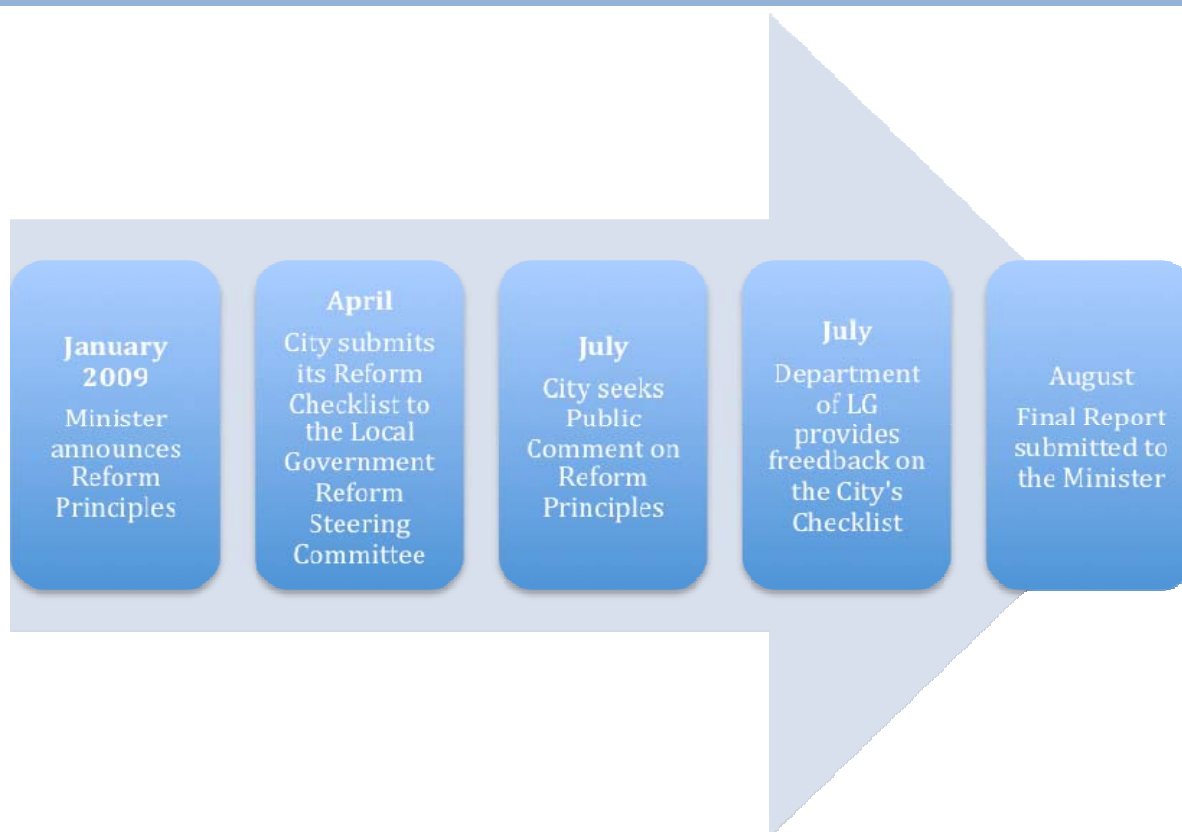 January
2009
Minister
announces
Reform
Principles
April
City submits
its Reform
Checklist to
the Local
Government
Reform
Steering
Committee
July
City seeks
Public
Comment on
Reform
Principles
July
Department
of LG
provides
freedback on
the City's
Checklist
August
Final Report
submitted to
the Minister